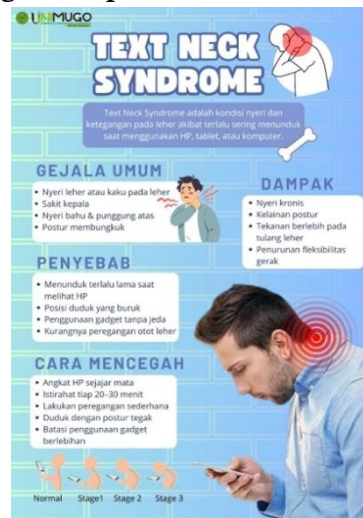 UNIMUGO
TEXT NECK
SYNDROME
Text Neck Syndrome adalah kondisi nyeri dan
ketegangan pada leher akibat terlalu sering menunduk
saat menggunakan HP, tablet, atau komputer.
GEJALA UMUM
• Nyeri leher atau kaku pada leher
• Sakit kepala
• Nyeri bahu & punggung atas
• Postur membungkuk
DAMPAK
• Nyeri kronis
• Kelainan postur
• Tekanan berlebih pada
tulang leher
• Penurunan fleksibilitas
gerak
PENYEBAB
• Menunduk terlalu lama saat
melihat HP
• Posisi duduk yang buruk
• Penggunaan gadget tanpa jeda
• Kurangnya peregangan otot leher
CARA MENCEGAH
• Angkat HP sejajar mata
• Istirahat tiap 20–30 menit
• Lakukan peregangan sederhana
• Duduk dengan postur tegak
• Batasi penggunaan gadget
berlebihan
Normal Stage1 Stage 2 Stage 3